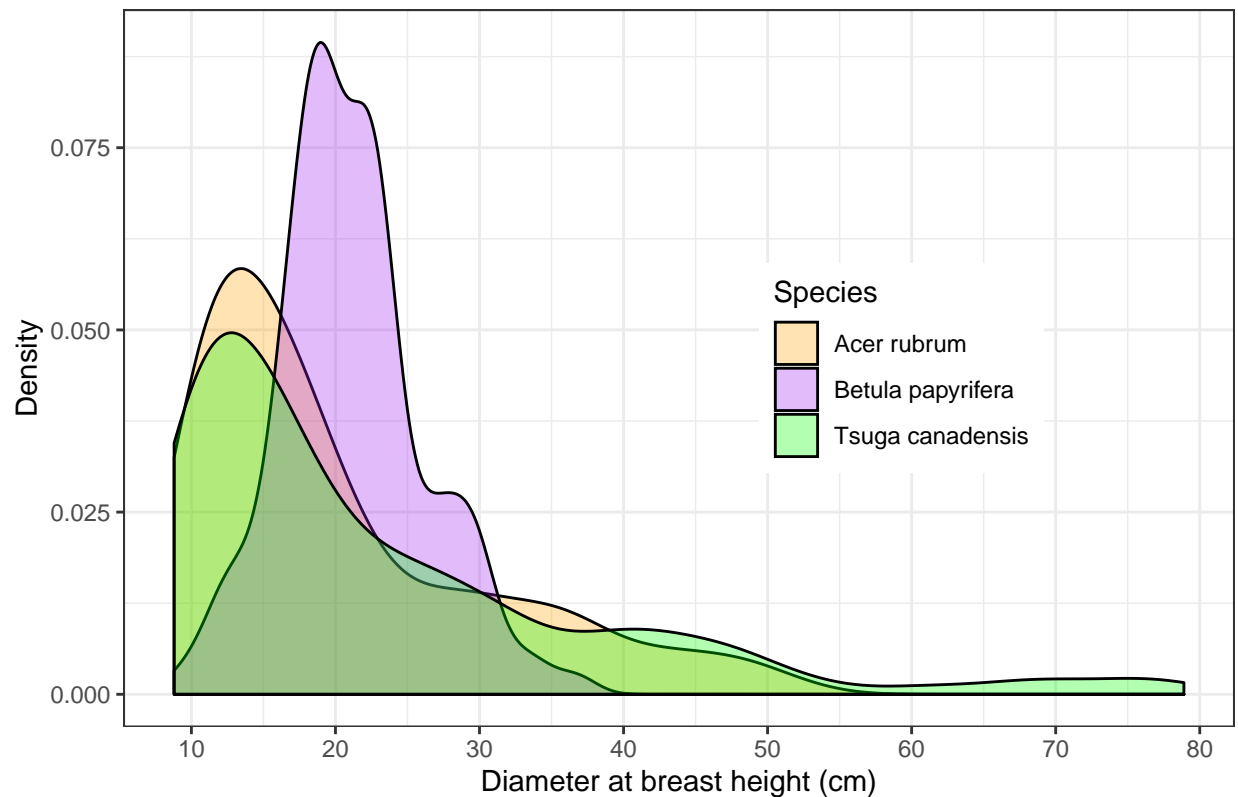 0.075
0.050
0.025
0.000
Density
Species
Acer rubrum
Betula papyrifera
Tsuga canadensis
10 20 30 40 50 60 70 80
Diameter at breast height (cm)